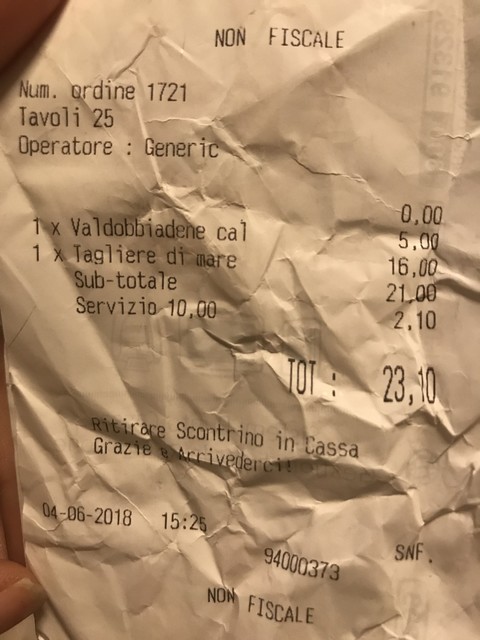 NON FISCALE
Num. ordine 1721
Tavoli 25
Operatore : Generic
0,00
1 x Valdobbiadene cal 5,00
1 x Tagliere di mare 16,00
Sub-totale 21,00
Servizio 10,00 2,10
TOT : 23,10
Ritirare Scontrino in Cassa
Grazie e Arrivederci!
04-06-2018 15:25
94000373 SNF.
NON FISCALE